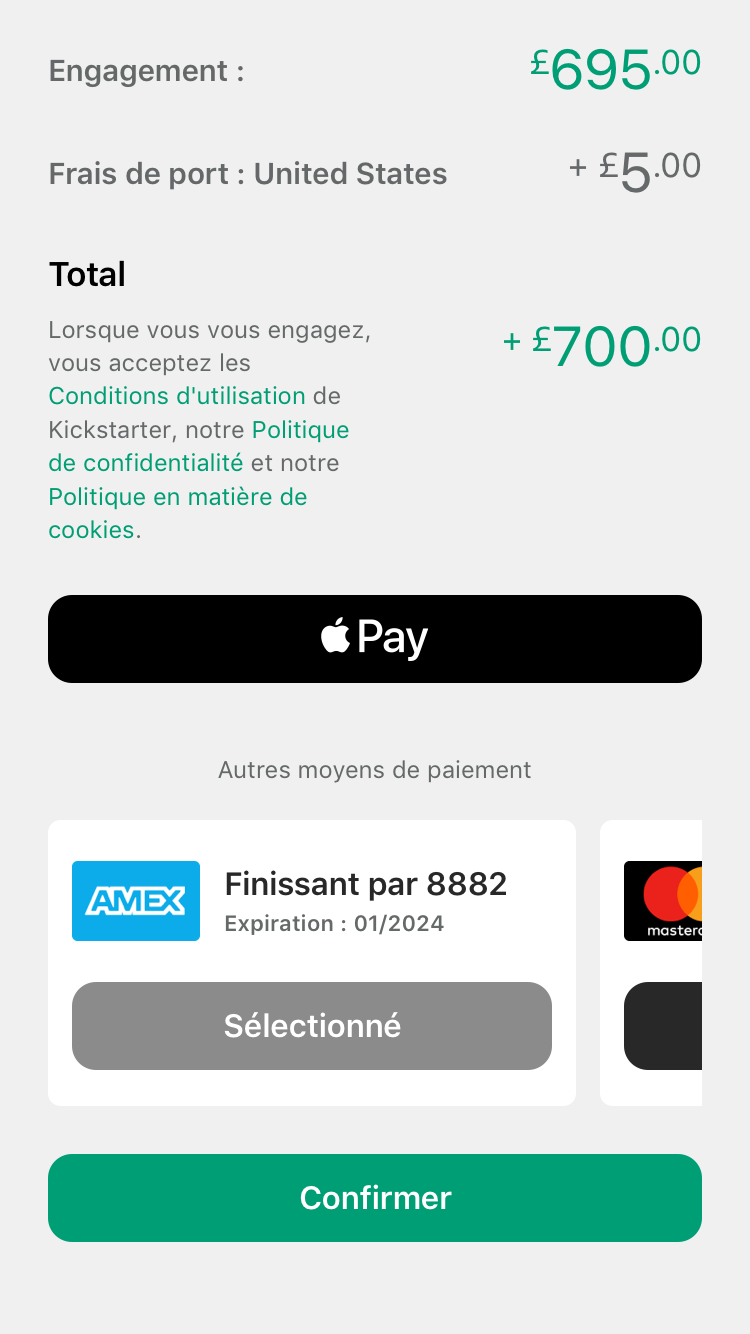 Engagement : £695.00
Frais de port : United States + £5.00
Total
Lorsque vous vous engagez,
vous acceptez les
Conditions d'utilisation de
Kickstarter, notre Politique
de confidentialité et notre
Politique en matière de
cookies.
+ £700.00
Pay
Autres moyens de paiement
AMEX
Finissant par 8882
Expiration : 01/2024
Sélectionné
Confirmer